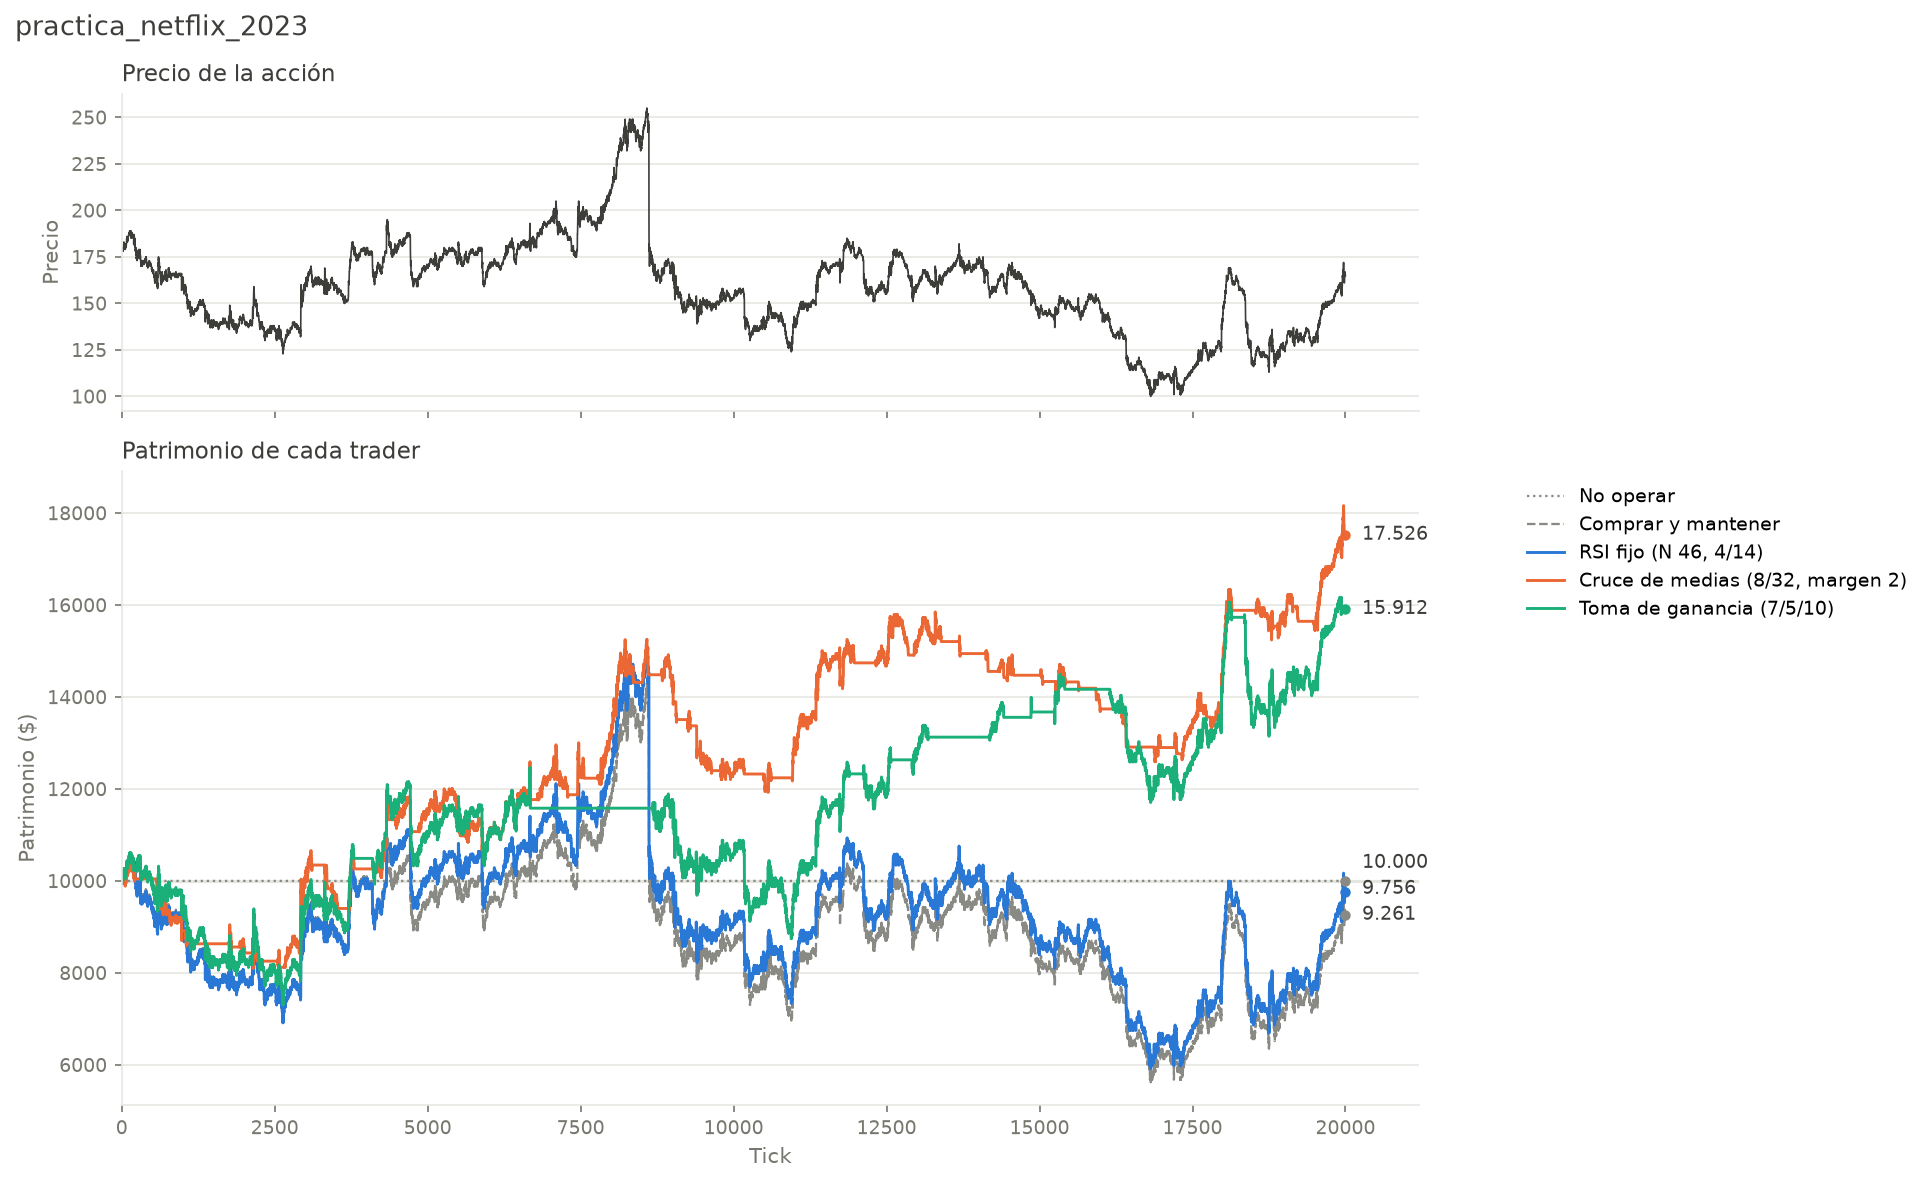 practica_netflix_2023
Precio de la acción
Precio
250
225
200
175
150
125
100
Patrimonio de cada trader
Patrimonio ($)
18000
16000
14000
12000
10000
8000
6000
17.526
15.912
10.000
9.756
9.261
0 2500 5000 7500 10000 12500 15000 17500 20000
Tick
No operar
Comprar y mantener
RSI fijo (N 46, 4/14)
Cruce de medias (8/32, margen 2)
Toma de ganancia (7/5/10)